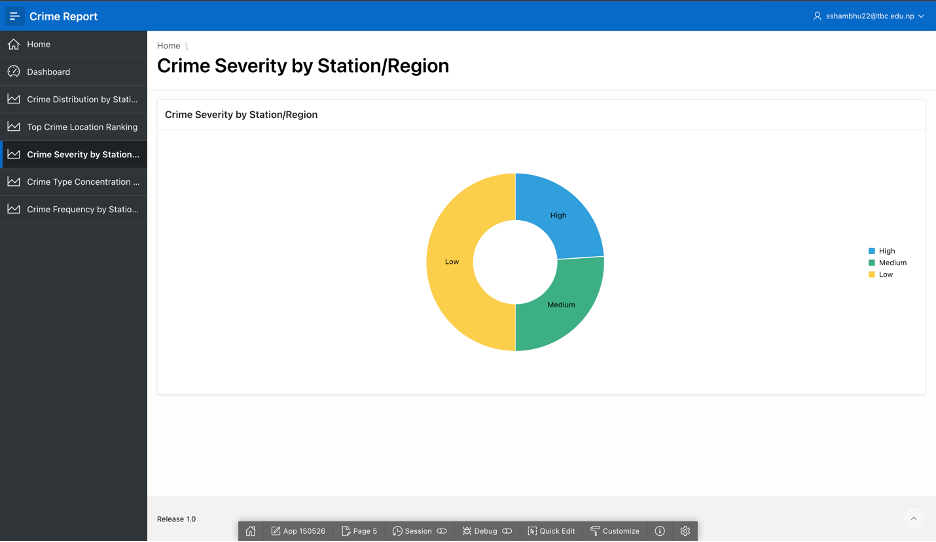 Crime Report
sshambhu22@tbc.edu.np
Home
Dashboard
Crime Distribution by Stati...
Top Crime Location Ranking
Crime Severity by Station...
Crime Type Concentration ...
Crime Frequency by Statio...
Home \
Crime Severity by Station/Region
Crime Severity by Station/Region
High
Low
Medium
High
Medium
Low
Release 1.0
App 150526 Page 5 Session Debug Quick Edit Customize